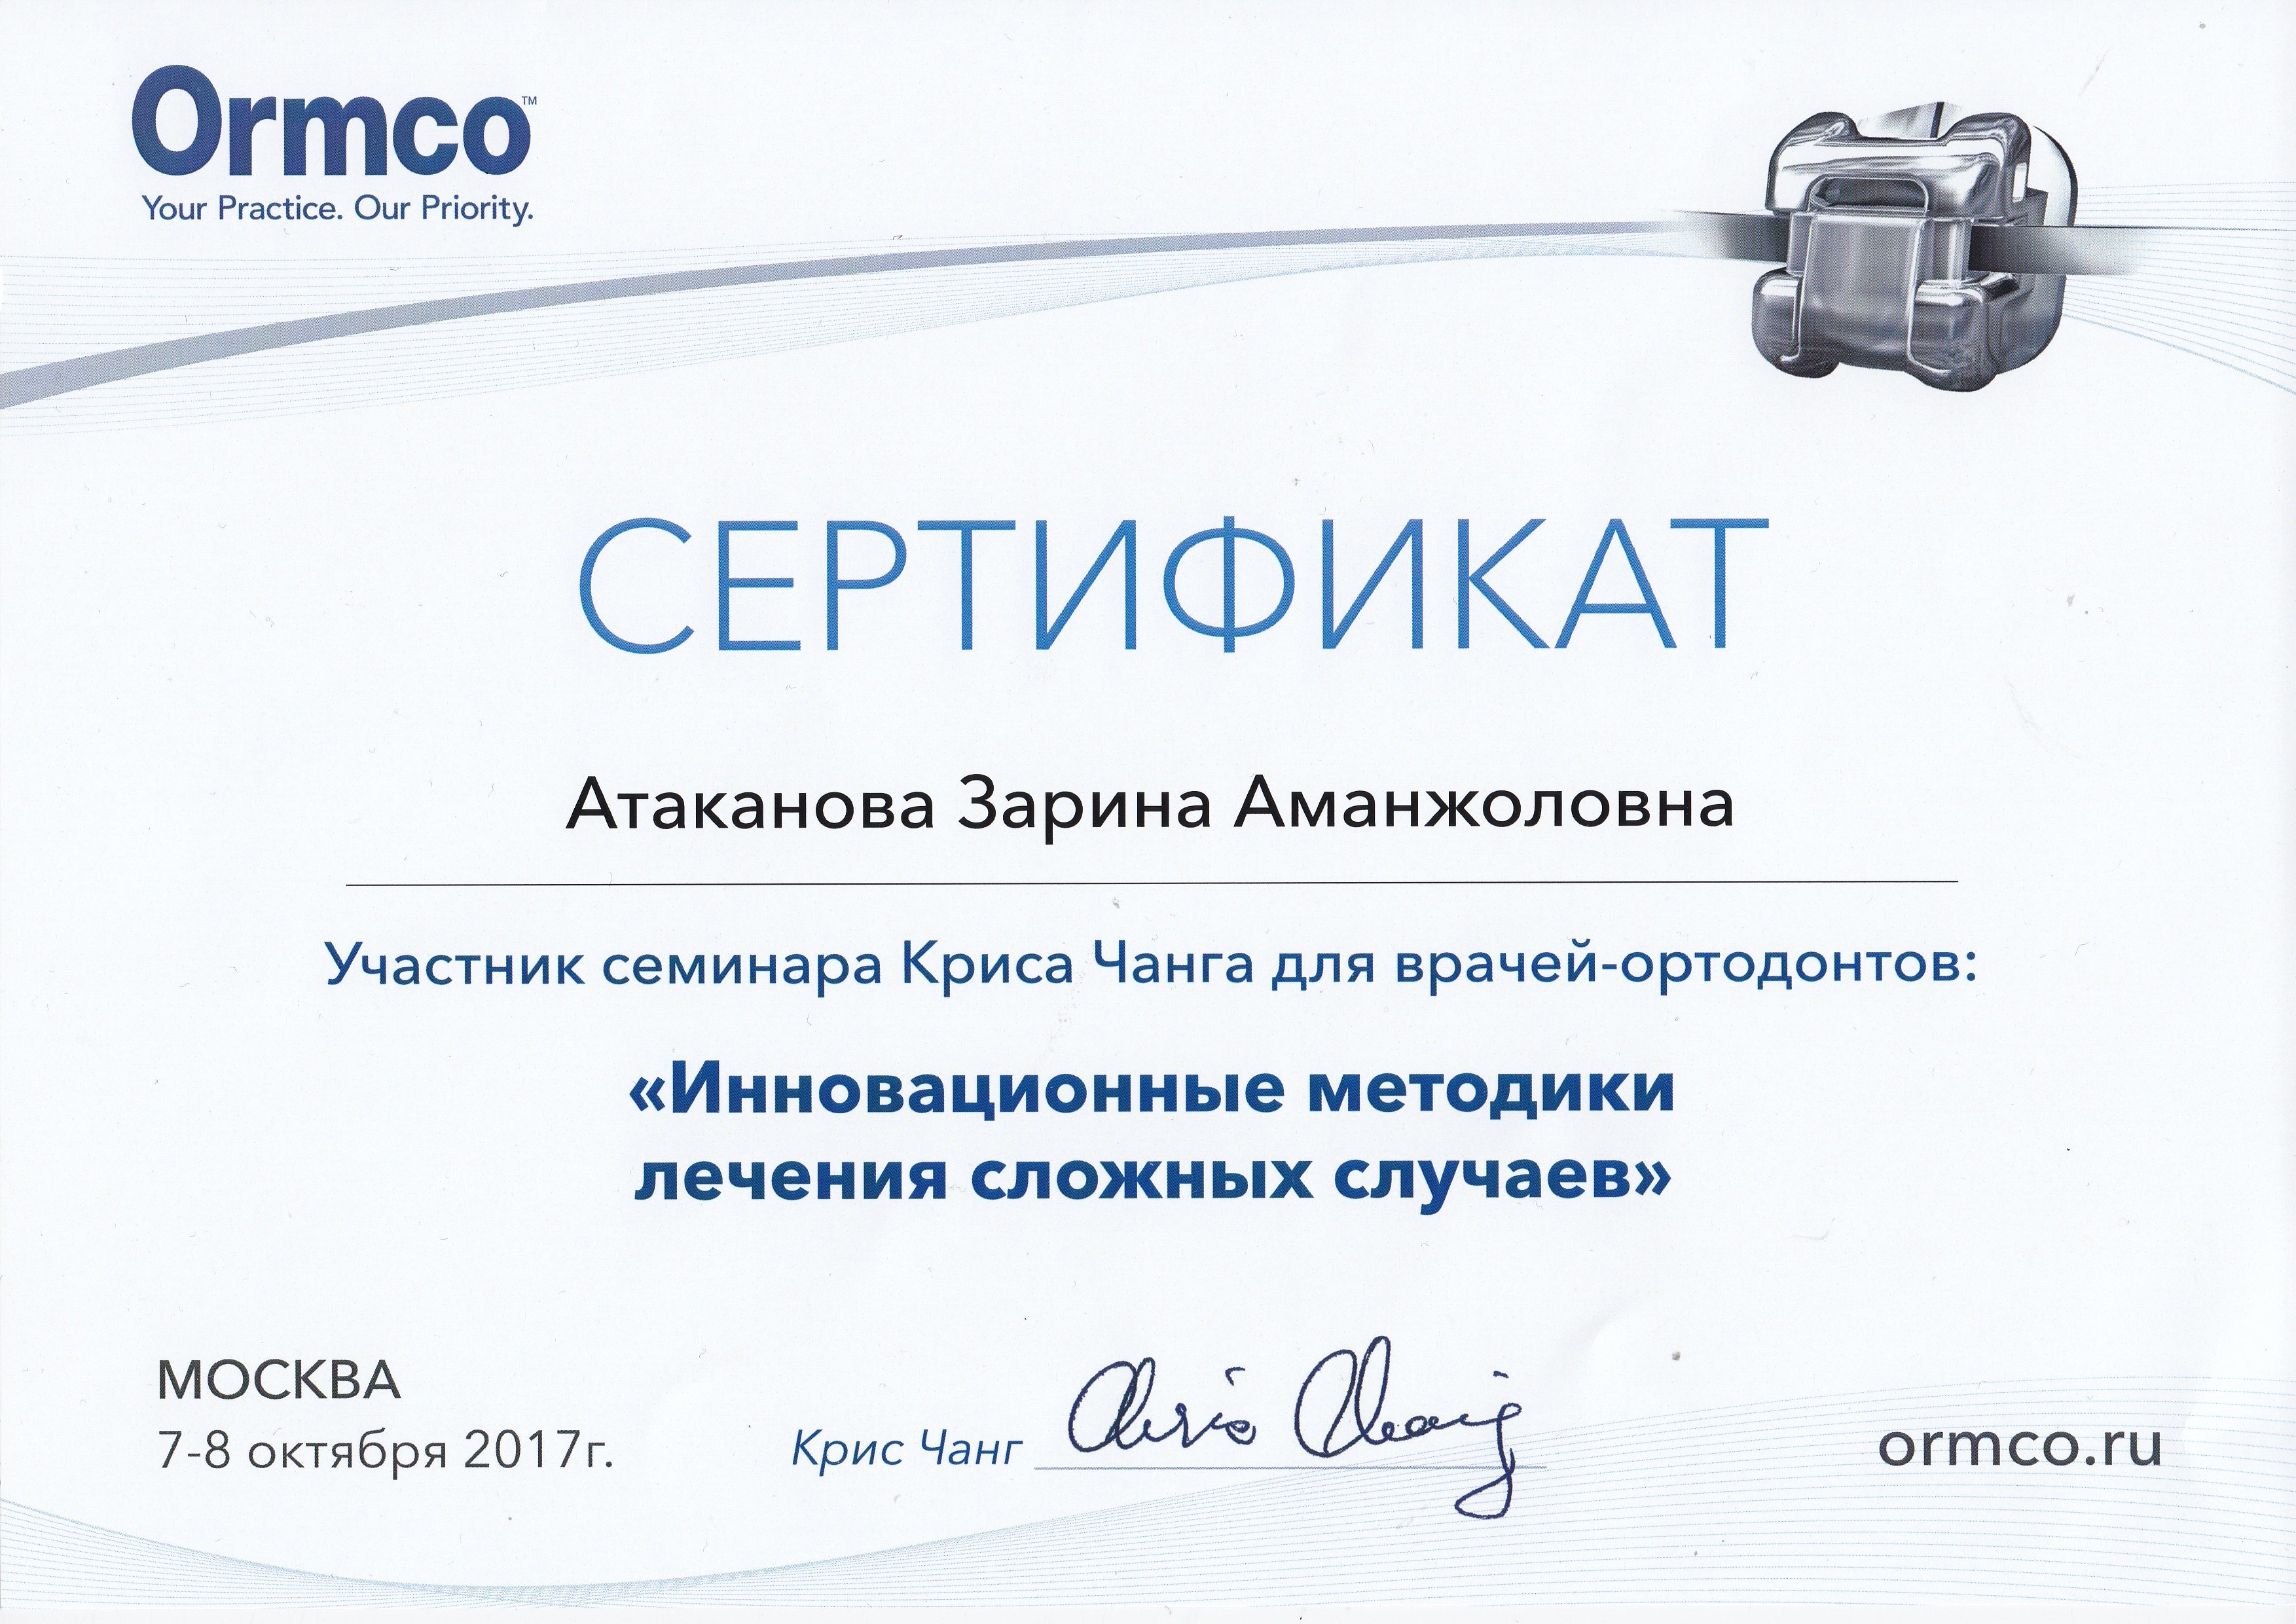 Ormco™
Your Practice. Our Priority.
СЕРТИФИКАТ
Атаканова Зарина Аманжоловна
Участник семинара Криса Чанга для врачей-ортодонтов:
«Инновационные методики
лечения сложных случаев»
МОСКВА
7-8 октября 2017г.
Крис Чанг Chris Chang
ormco.ru